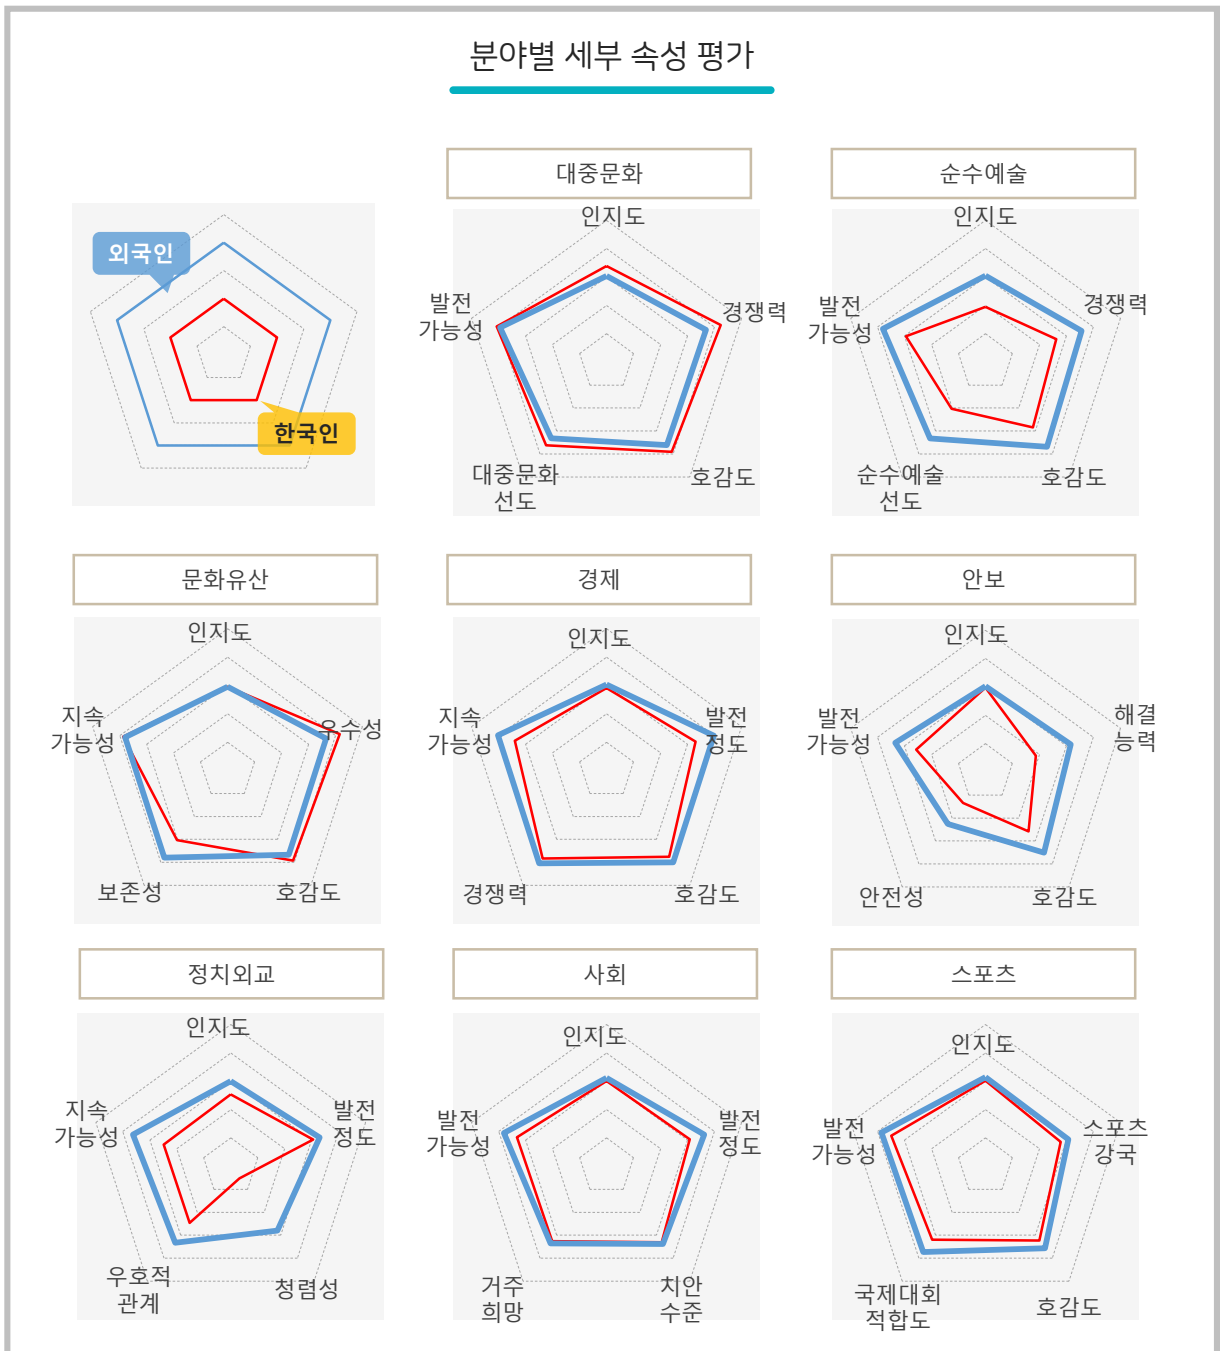 분야별 세부 속성 평가
외국인
한국인
대중문화
인지도
발전
가능성
경쟁력
대중문화
선도
호감도
순수예술
인지도
발전
가능성
경쟁력
순수예술
선도
호감도
문화유산
인지도
지속
가능성
우수성
보존성
호감도
경제
인지도
지속
가능성
발전
정도
경쟁력
호감도
안보
인지도
발전
가능성
해결
능력
안전성
호감도
정치외교
인지도
지속
가능성
발전
정도
우호적
관계
청렴성
사회
인지도
발전
가능성
발전
정도
거주
희망
치안
수준
스포츠
인지도
발전
가능성
스포츠
강국
국제대회
적합도
호감도